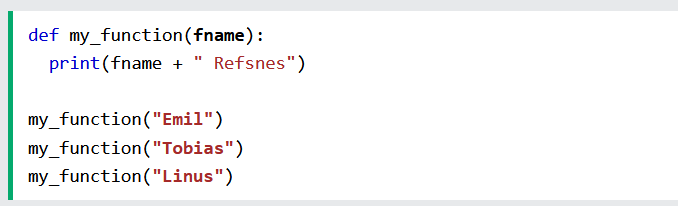 def my_function(fname):
  print(fname + " Refsnes")

my_function("Emil")
my_function("Tobias")
my_function("Linus")